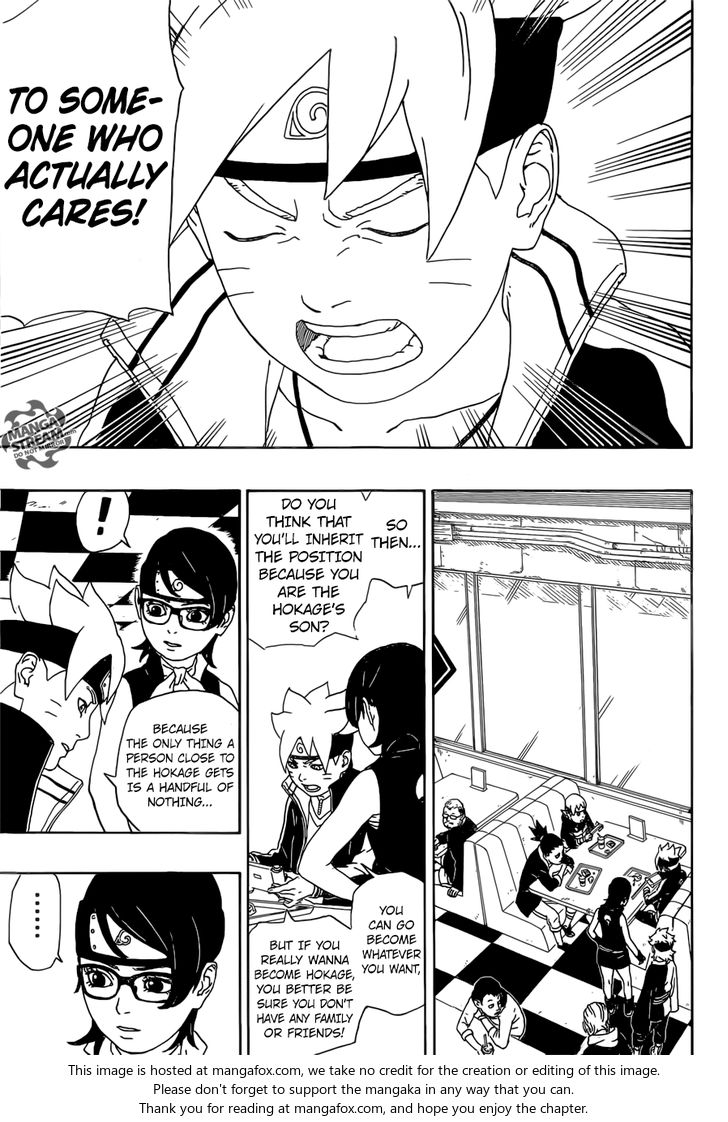 TO SOME-
ONE WHO
ACTUALLY
CARES!
MANGA
STREAM.com
DO NOT MIRROR
SO
THEN...
DO YOU
THINK THAT
YOU'LL INHERIT
THE POSITION
BECAUSE YOU
ARE THE
HOKAGE'S
SON?
YOU
CAN GO
BECOME
WHATEVER
YOU WANT,
BUT IF YOU
REALLY WANNA
BECOME HOKAGE,
YOU BETTER BE
SURE YOU DON'T
HAVE ANY FAMILY
OR FRIENDS!
!
BECAUSE
THE ONLY THING A
PERSON CLOSE TO
THE HOKAGE GETS
IS A HANDFUL OF
NOTHING...
......
This image is hosted at mangafox.com, we take no credit for the creation or editing of this image.
Please don't forget to support the mangaka in any way that you can.
Thank you for reading at mangafox.com, and hope you enjoy the chapter.